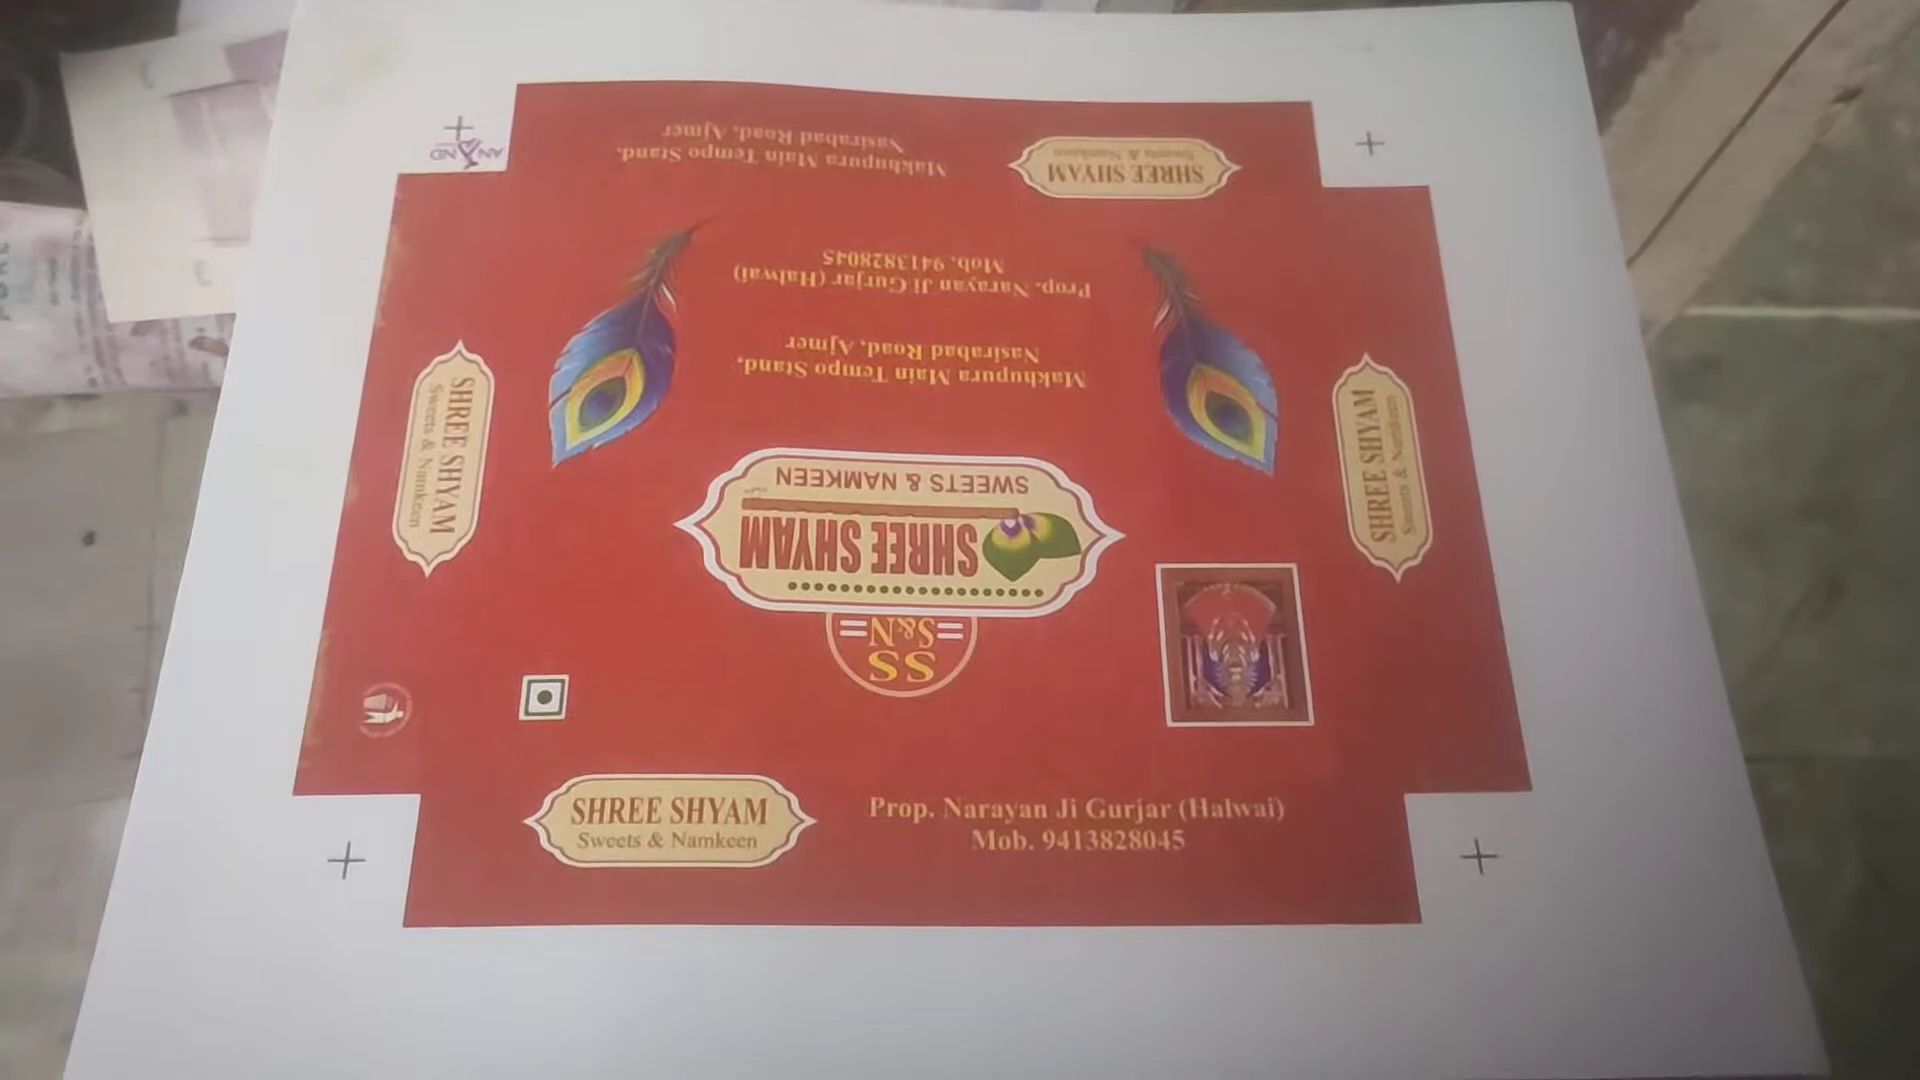 ANAND
Makhupura Main Tempo Stand.
Nasirabad Road, Ajmer
SHREE SHYAM
Sweets & Namkeen
Prop. Narayan Ji Gurjar (Halwai)
Mob. 9413828045
Makhupura Main Tempo Stand,
Nasirabad Road, Ajmer
SHREE SHYAM
Sweets & Namkeen
SHREE SHYAM
Sweets & Namkeen
SS
=S&N=
SHREE SHYAM
SWEETS & NAMKEEN
SHREE SHYAM
Sweets & Namkeen
Prop. Narayan Ji Gurjar (Halwai)
Mob. 9413828045